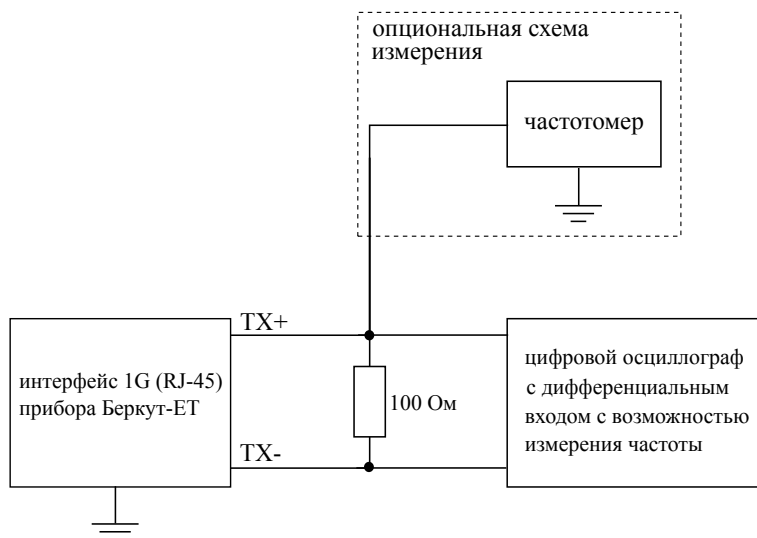 опциональная схема
измерения
частотомер
TX+
интерфейс 1G (RJ-45)
прибора Беркут-ET
100 Ом
цифровой осциллограф
с дифференциальным
входом с возможностью
измерения частоты
TX-